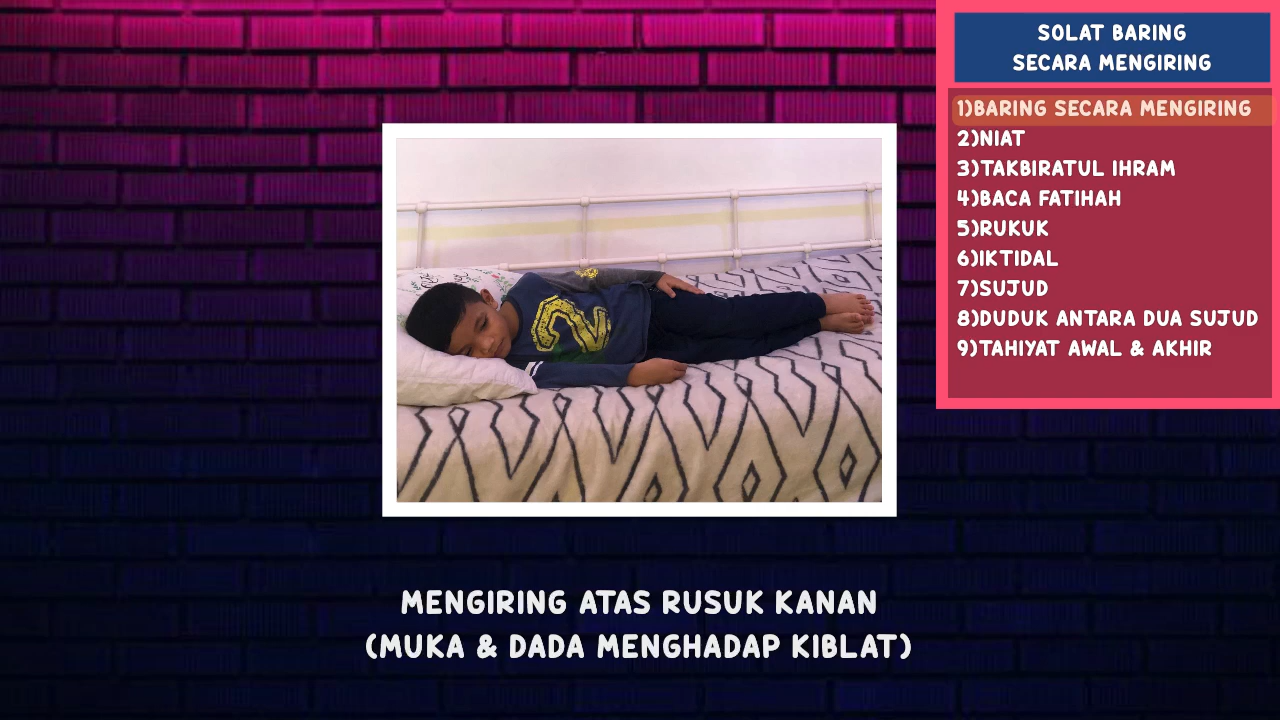 SOLAT BARING
SECARA MENGIRING
1)BARING SECARA MENGIRING
2)NIAT
3)TAKBIRATUL IHRAM
4)BACA FATIHAH
5)RUKUK
6)IKTIDAL
7)SUJUD
8)DUDUK ANTARA DUA SUJUD
9)TAHIYAT AWAL & AKHIR
2
MENGIRING ATAS RUSUK KANAN
(MUKA & DADA MENGHADAP KIBLAT)